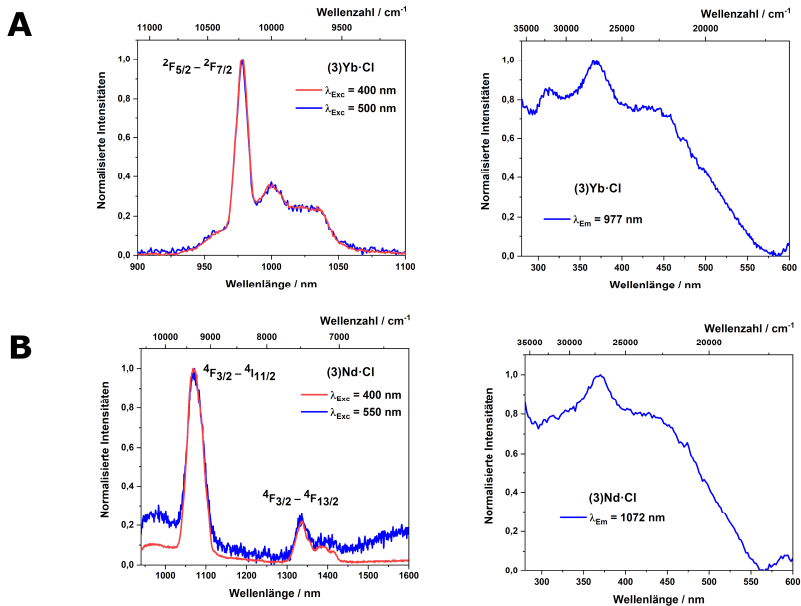 A
Wellenzahl / cm⁻¹
11000 10500 10000 9500
Normalisierte Intensitäten
1,0
0,8
0,6
0,4
0,2
0,0
²F₅/₂ – ²F₇/₂
(3)Yb·Cl
λExc = 400 nm
λExc = 500 nm
900 950 1000 1050 1100
Wellenlänge / nm
Wellenzahl / cm⁻¹
35000 30000 25000 20000
Normalisierte Intensitäten
1,0
0,8
0,6
0,4
0,2
0,0
(3)Yb·Cl
λEm = 977 nm
300 350 400 450 500 550 600
Wellenlänge / nm
B
Wellenzahl / cm⁻¹
10000 9000 8000 7000
Normalisierte Intensitäten
1,0
0,8
0,6
0,4
0,2
0,0
⁴F₃/₂ – ⁴I₁₁/₂
(3)Nd·Cl
λExc = 400 nm
λExc = 550 nm
⁴F₃/₂ – ⁴F₁₃/₂
1000 1100 1200 1300 1400 1500 1600
Wellenlänge / nm
Wellenzahl / cm⁻¹
35000 30000 25000 20000
Normalisierte Intensitäten
1,0
0,8
0,6
0,4
0,2
0,0
(3)Nd·Cl
λEm = 1072 nm
300 350 400 450 500 550 600
Wellenlänge / nm